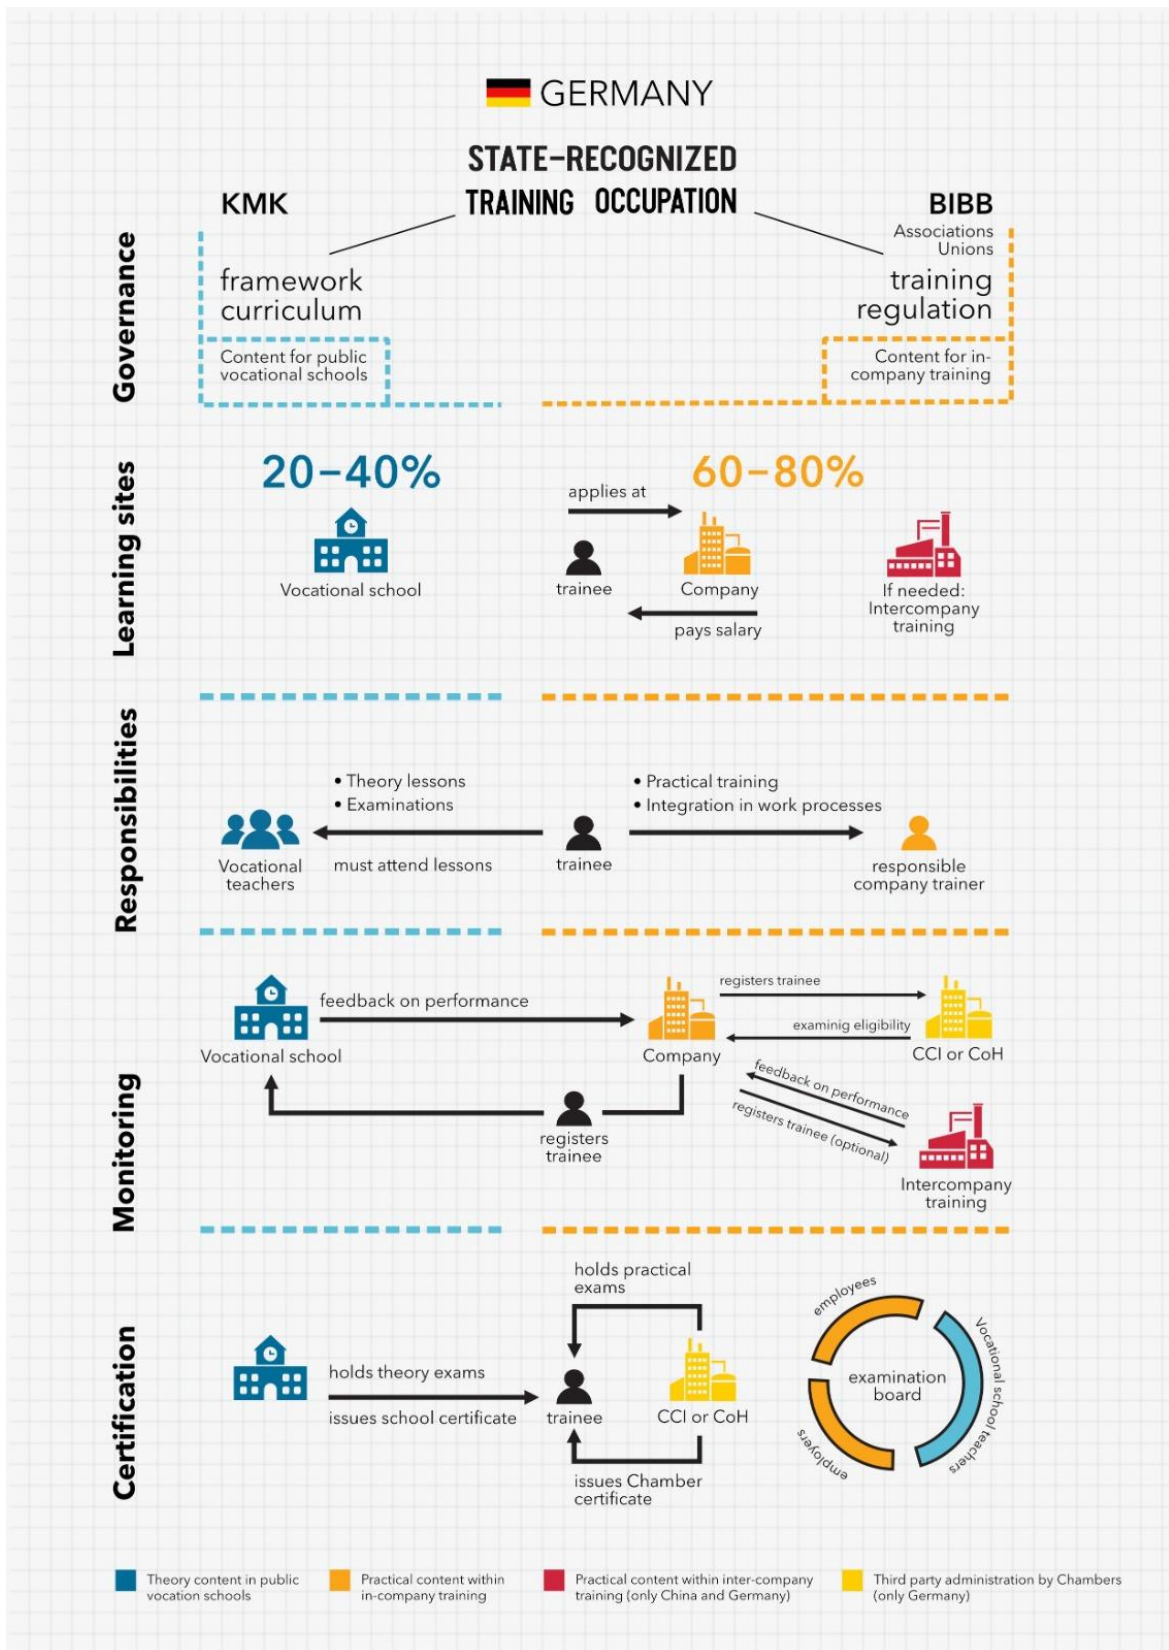 GERMANY
STATE-RECOGNIZED
TRAINING OCCUPATION
KMK
BIBB
Associations
Unions
Governance
framework
curriculum
training
regulation
Content for public
vocational schools
Content for in-
company training
Learning sites
20-40%
60-80%
applies at
Vocational school
trainee
Company
If needed:
Intercompany
training
pays salary
Responsibilities
• Theory lessons
• Examinations
• Practical training
• Integration in work processes
Vocational
teachers
must attend lessons
trainee
responsible
company trainer
Monitoring
feedback on performance
registers trainee
examinig eligibility
Vocational school
Company
CCI or CoH
feedback on performance
registers trainee (optional)
registers
trainee
Intercompany
training
Certification
holds practical
exams
holds theory exams
issues school certificate
trainee
CCI or CoH
issues Chamber
certificate
employees
Vocational school teachers
employers
examination
board
Theory content in public
vocation schools
Practical content within
in-company training
Practical content within inter-company
training (only China and Germany)
Third party administration by Chambers
(only Germany)